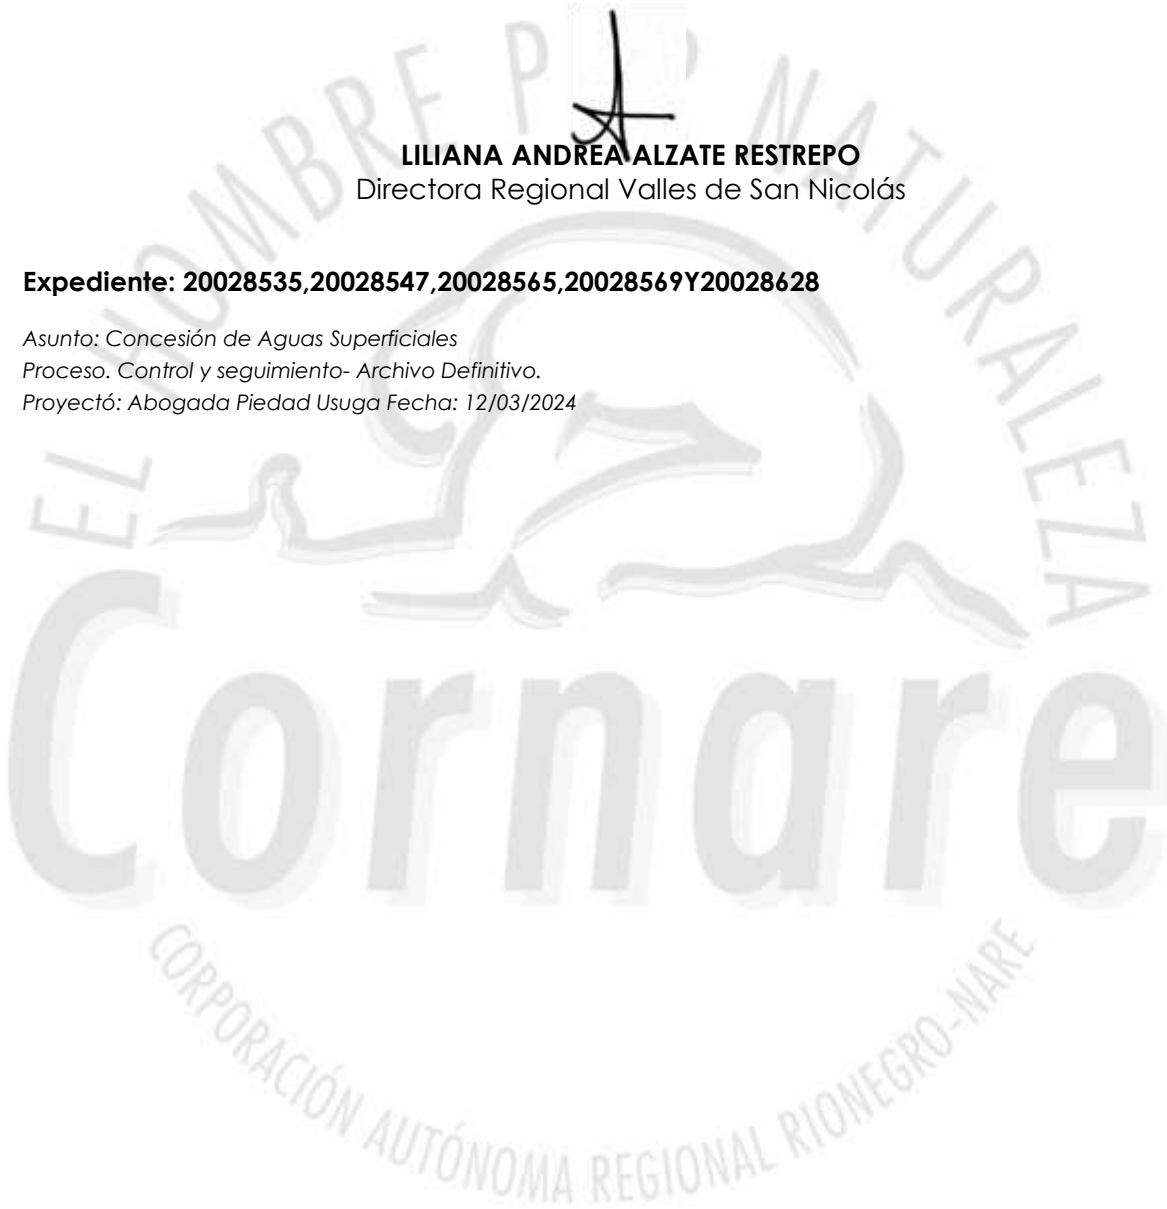 LILIANA ANDREA ALZATE RESTREPO
Directora Regional Valles de San Nicolás
Expediente: 20028535,20028547,20028565,20028569Y20028628
Asunto: Concesión de Aguas Superficiales
Proceso. Control y seguimiento- Archivo Definitivo.
Proyectó: Abogada Piedad Usuga Fecha: 12/03/2024
EL HOMBRE P R NATURALEZA
Cornare
CORPORACIÓN AUTÓNOMA REGIONAL RIONEGRO-NARE